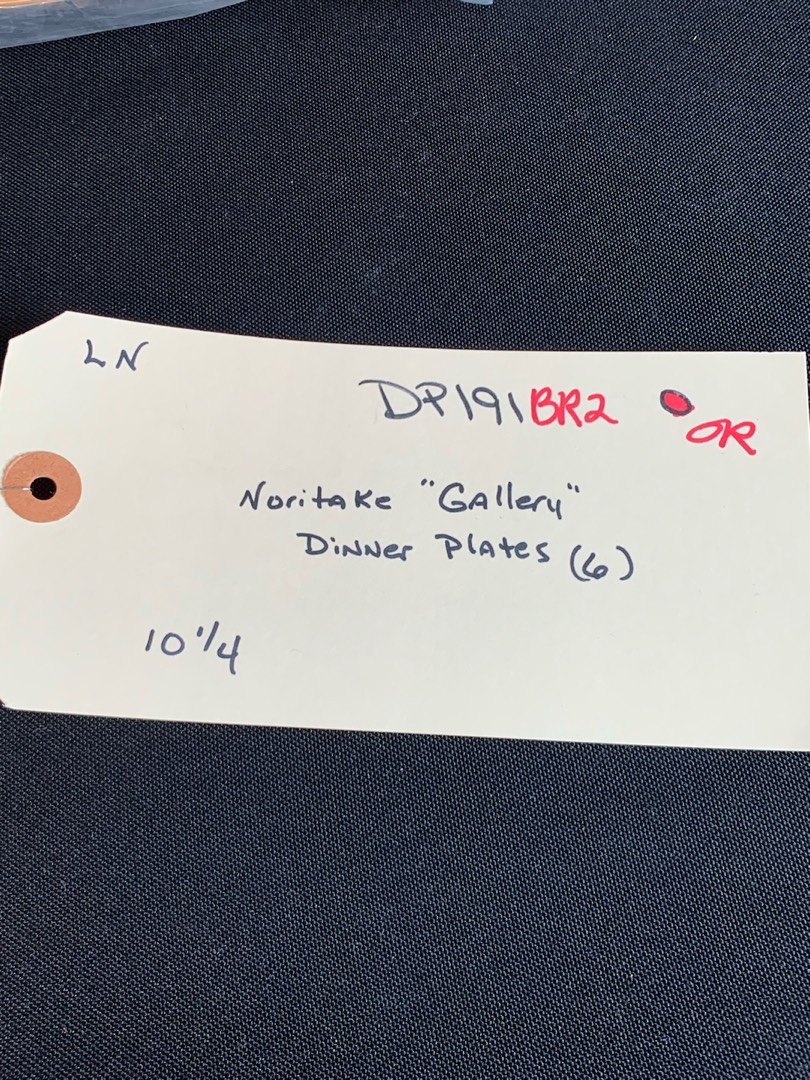 LN
DP191BR2
OR
Noritake "Gallery"
Dinner Plates (6)
10 1/4